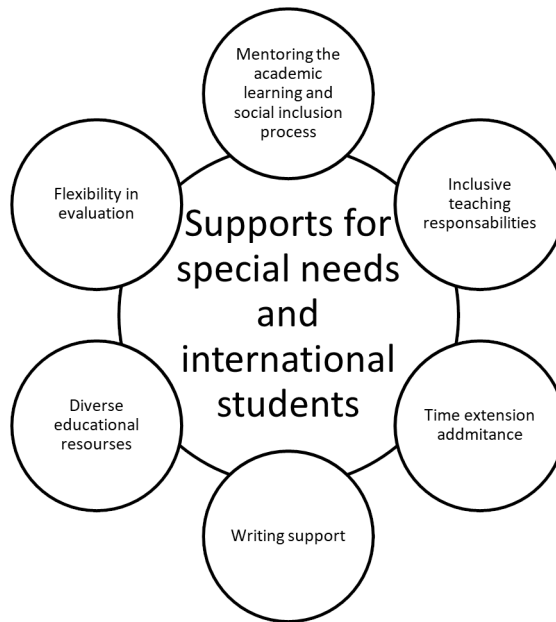 Mentoring the
academic
learning and
social inclusion
process
Inclusive
teaching
responsabilities
Time extension
addmitance
Writing support
Diverse
educational
resourses
Flexibility in
evaluation
Supports for
special needs
and
international
students